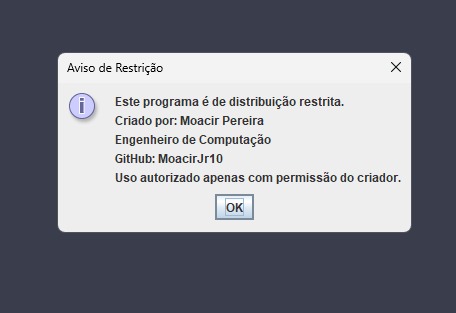 Aviso de Restrição
Este programa é de distribuição restrita.
Criado por: Moacir Pereira
Engenheiro de Computação
GitHub: MoacirJr10
Uso autorizado apenas com permissão do criador.
OK